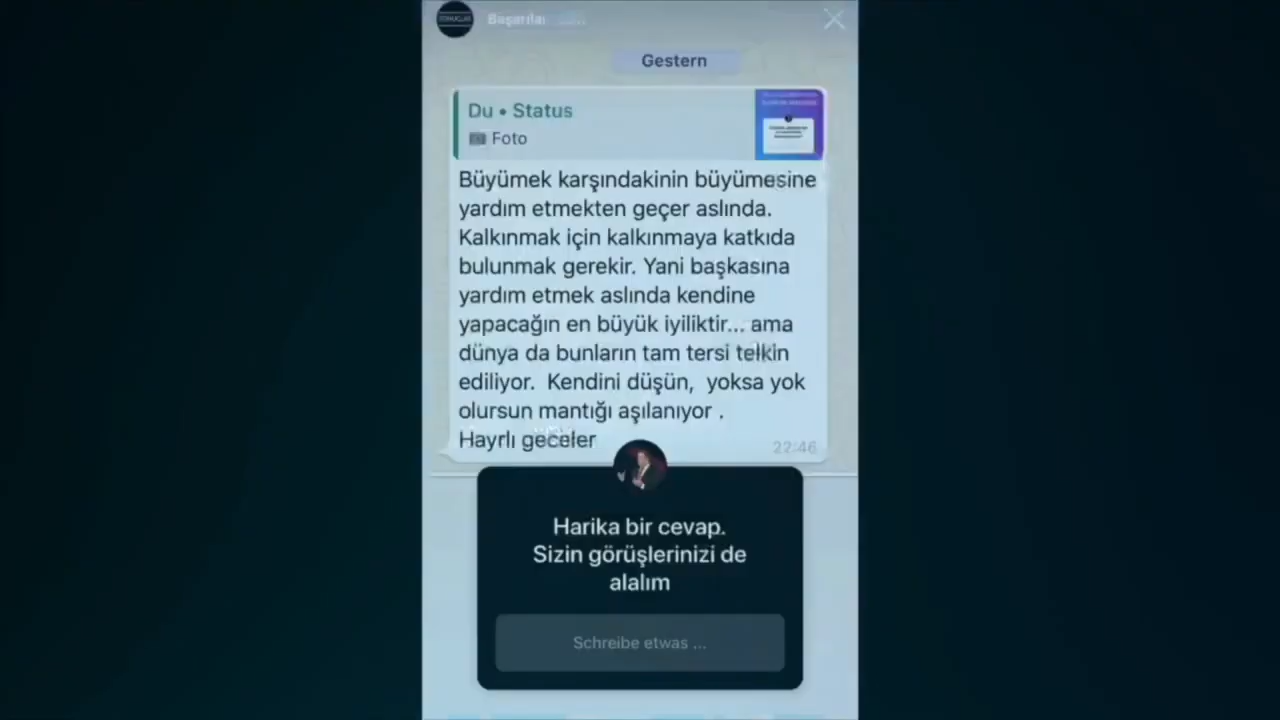 Başarılar
Gestern
Du • Status
Foto
Büyümek karşındakinin büyümesine
yardım etmekten geçer aslında.
Kalkınmak için kalkınmaya katkıda
bulunmak gerekir. Yani başkasına
yardım etmek aslında kendine
yapacağın en büyük iyiliktir... ama
dünya da bunların tam tersi telkin
ediliyor. Kendini düşün, yoksa yok
olursun mantığı aşılanıyor .
Hayrlı geceler
22:46
Harika bir cevap.
Sizin görüşlerinizi de
alalım
Schreibe etwas ...